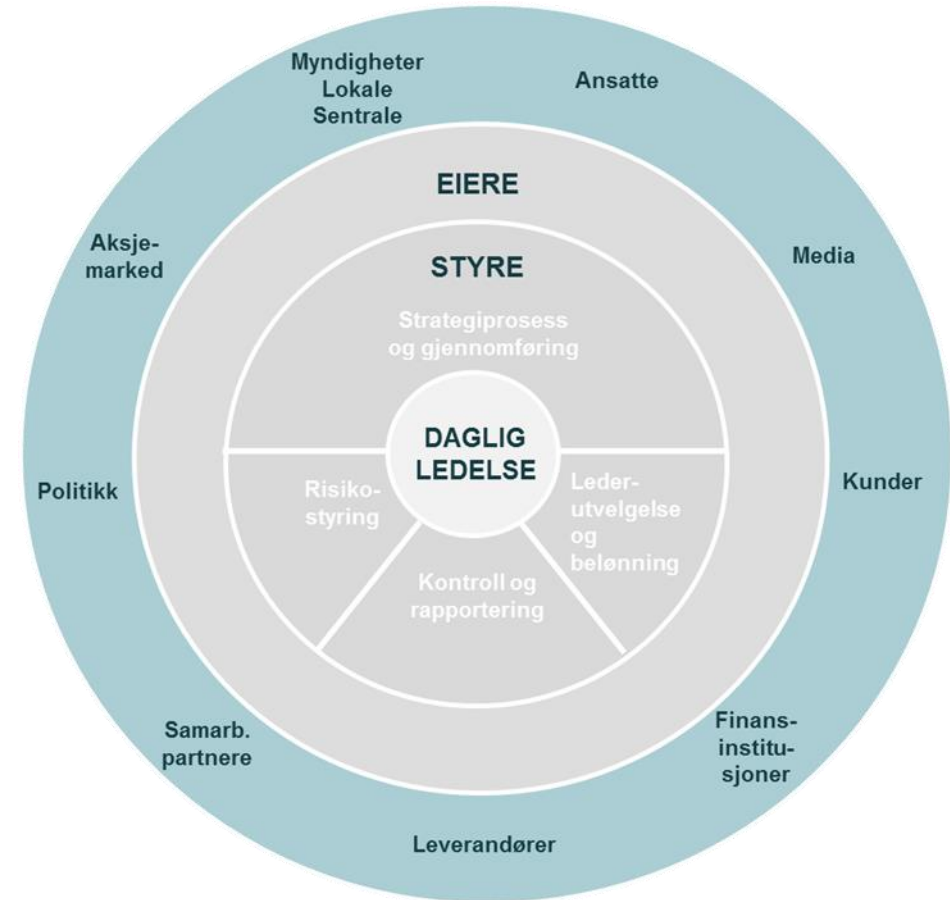 Myndigheter
Lokale
Sentrale
Ansatte
EIERE
Aksje-
marked
Media
STYRE
Strategiprosess
og gjennomføring
DAGLIG
LEDELSE
Politikk
Risiko-
styring
Leder-
utvelgelse
og
belønning
Kunder
Kontroll og
rapportering
Samarb.
partnere
Finans-
institu-
sjoner
Leverandører